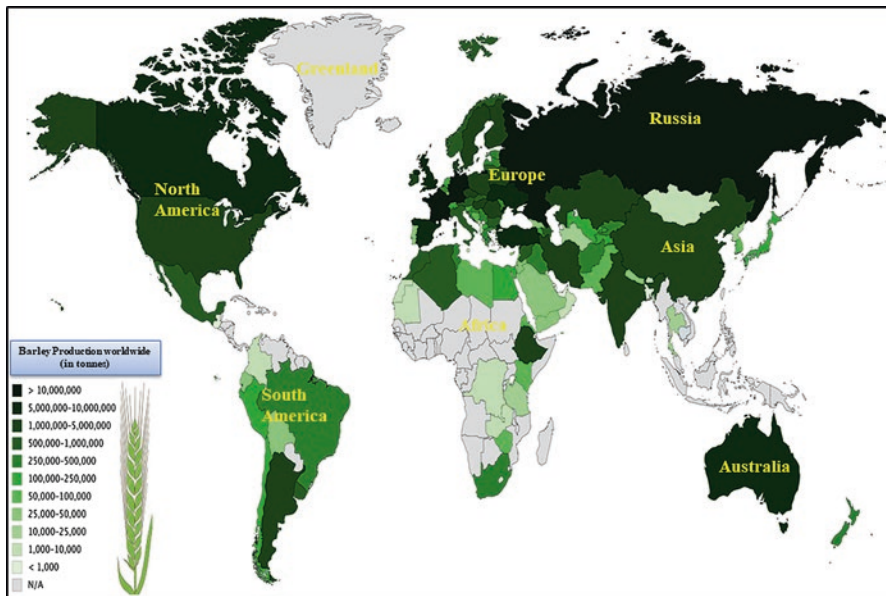 Greenland
Russia
Europe
North
America
Asia
Africa
South
America
Australia
Barley Production worldwide
(in tonnes)
> 10,000,000
5,000,000-10,000,000
1,000,000-5,000,000
500,000-1,000,000
250,000-500,000
100,000-250,000
50,000-100,000
25,000-50,000
10,000-25,000
1,000-10,000
< 1,000
N/A